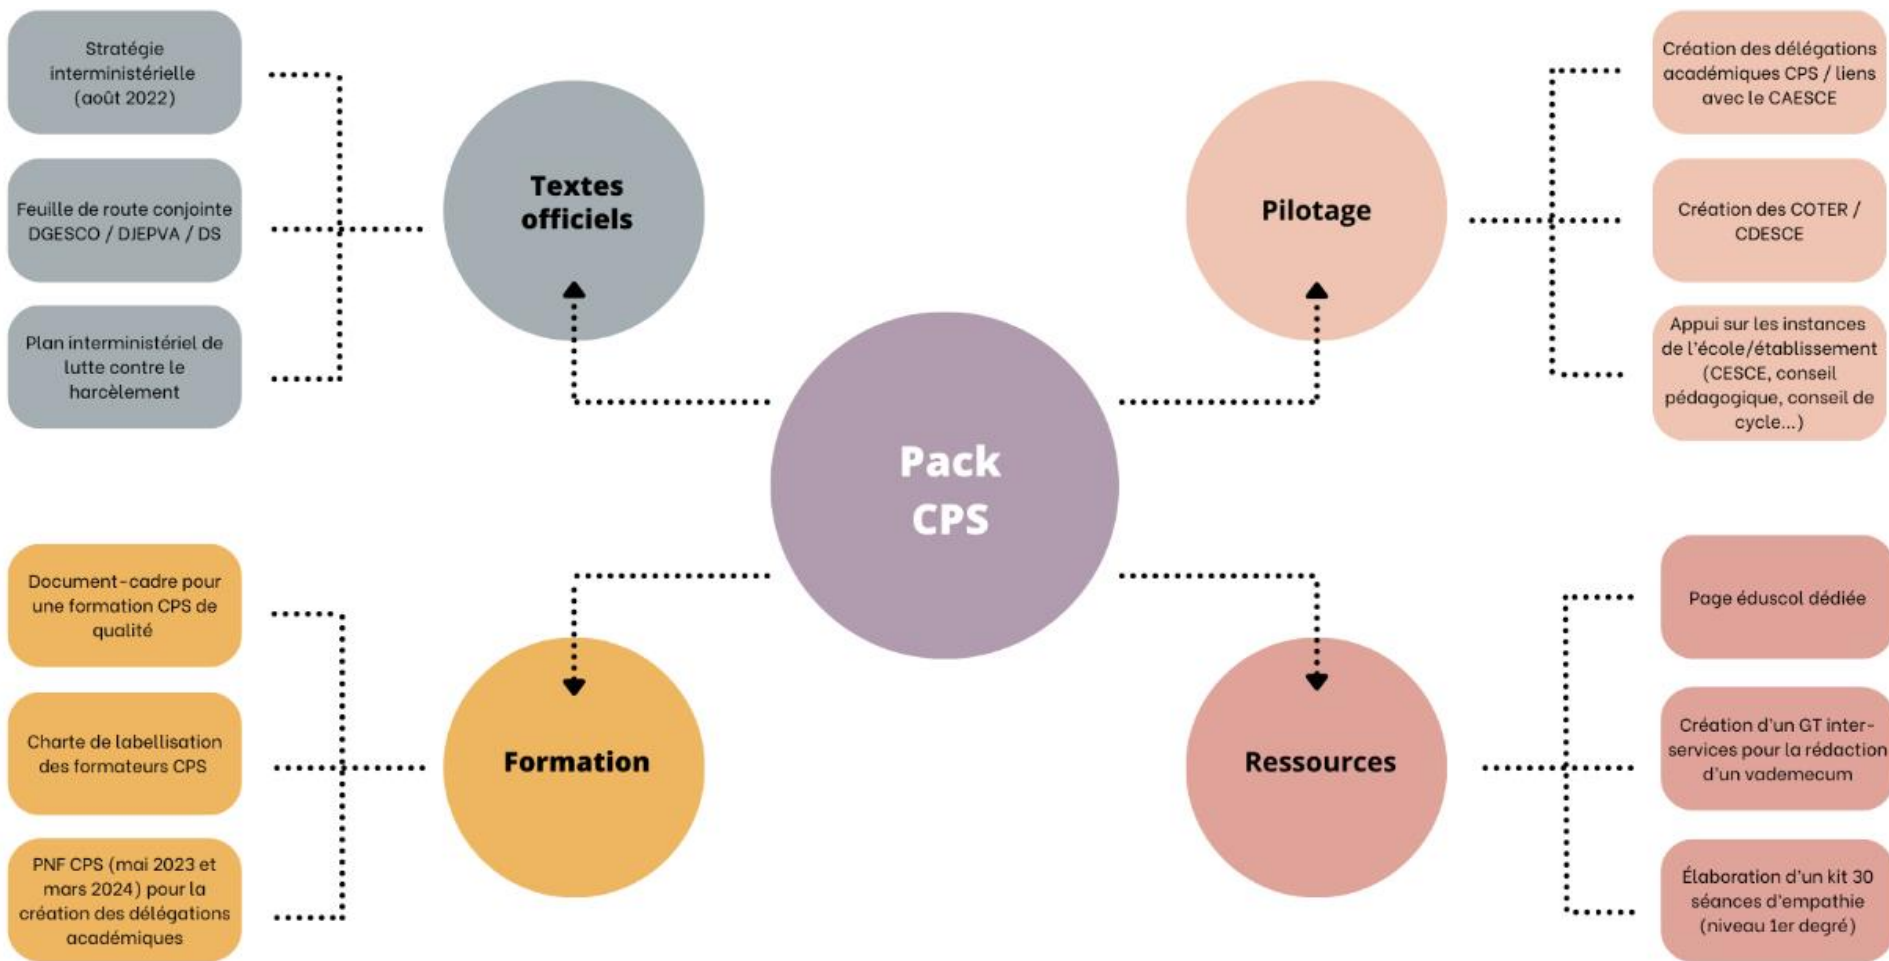 Stratégie
interministérielle
(août 2022)
Feuille de route conjointe
DGESCO / DJEPVA / DS
Plan interministériel de
lutte contre le
harcèlement
Textes
officiels
Pilotage
Création des délégations
académiques CPS / liens
avec le CAESCE
Création des COTER /
CDESCE
Appui sur les instances
de l'école/établissement
(CESCE, conseil
pédagogique, conseil de
cycle...)
Pack
CPS
Document-cadre pour
une formation CPS de
qualité
Charte de labellisation
des formateurs CPS
PNF CPS (mai 2023 et
mars 2024) pour la
création des délégations
académiques
Formation
Ressources
Page éduscol dédiée
Création d'un GT inter-
services pour la rédaction
d'un vademecum
Élaboration d'un kit 30
séances d'empathie
(niveau 1er degré)